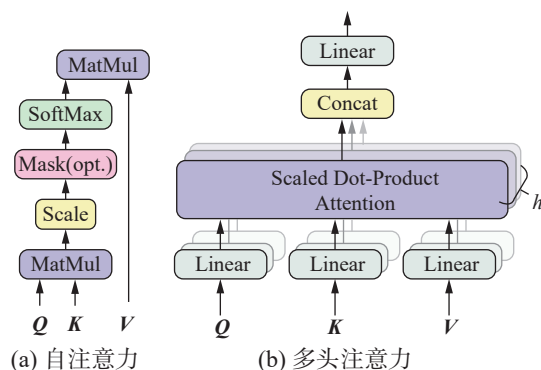 MatMul
SoftMax
Mask(opt.)
Scale
MatMul
Q K V
(a) 自注意力
Linear
Concat
Scaled Dot-Product
Attention
h
Linear Linear Linear
Q K V
(b) 多头注意力